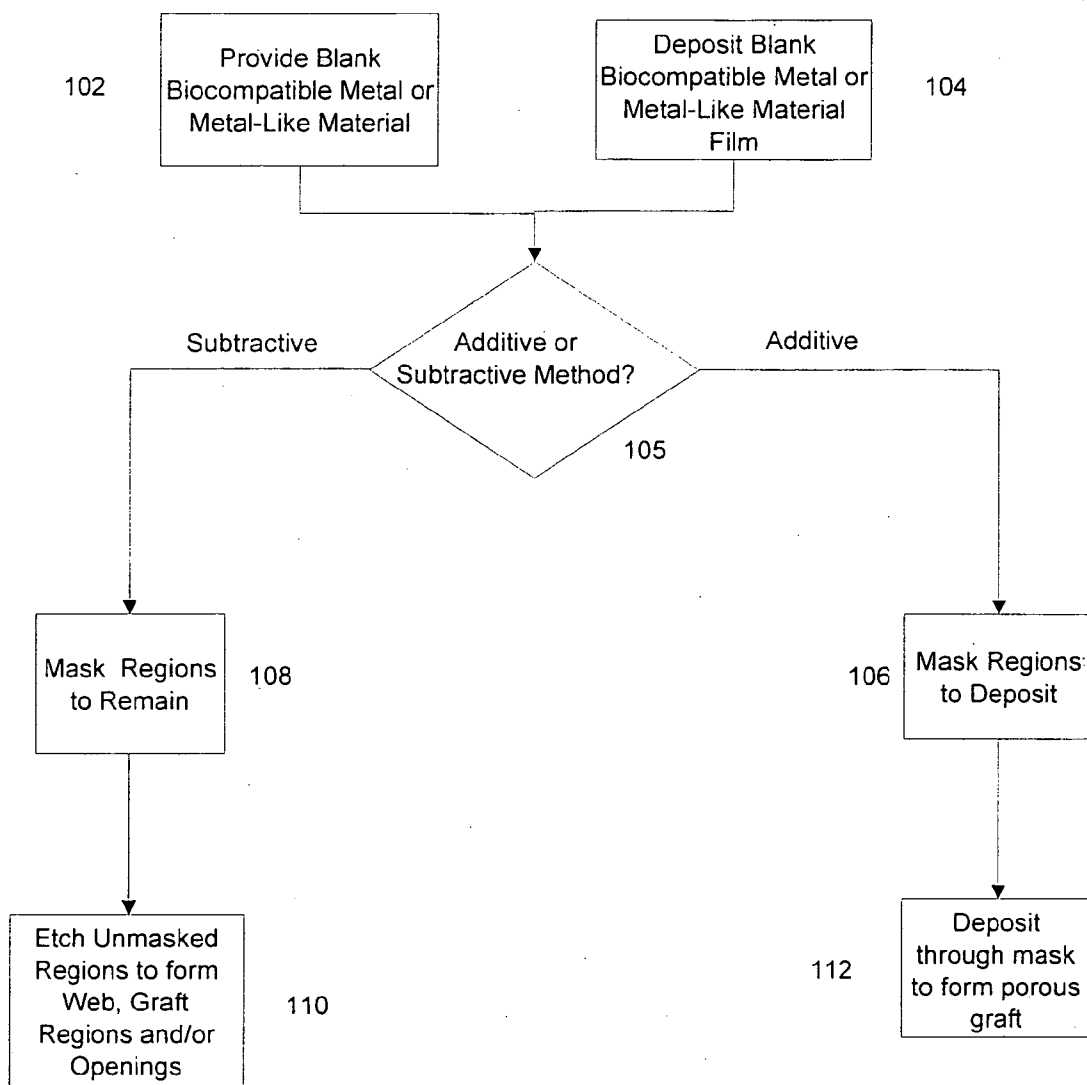 102
Provide Blank
Biocompatible Metal or
Metal-Like Material
Deposit Blank
Biocompatible Metal or
Metal-Like Material
Film
104
Subtractive
Additive or
Subtractive Method?
Additive
105
Mask Regions
to Remain
108
106
Mask Regions
to Deposit
Etch Unmasked
Regions to form
Web, Graft
Regions and/or
Openings
110
112
Deposit
through mask
to form porous
graft